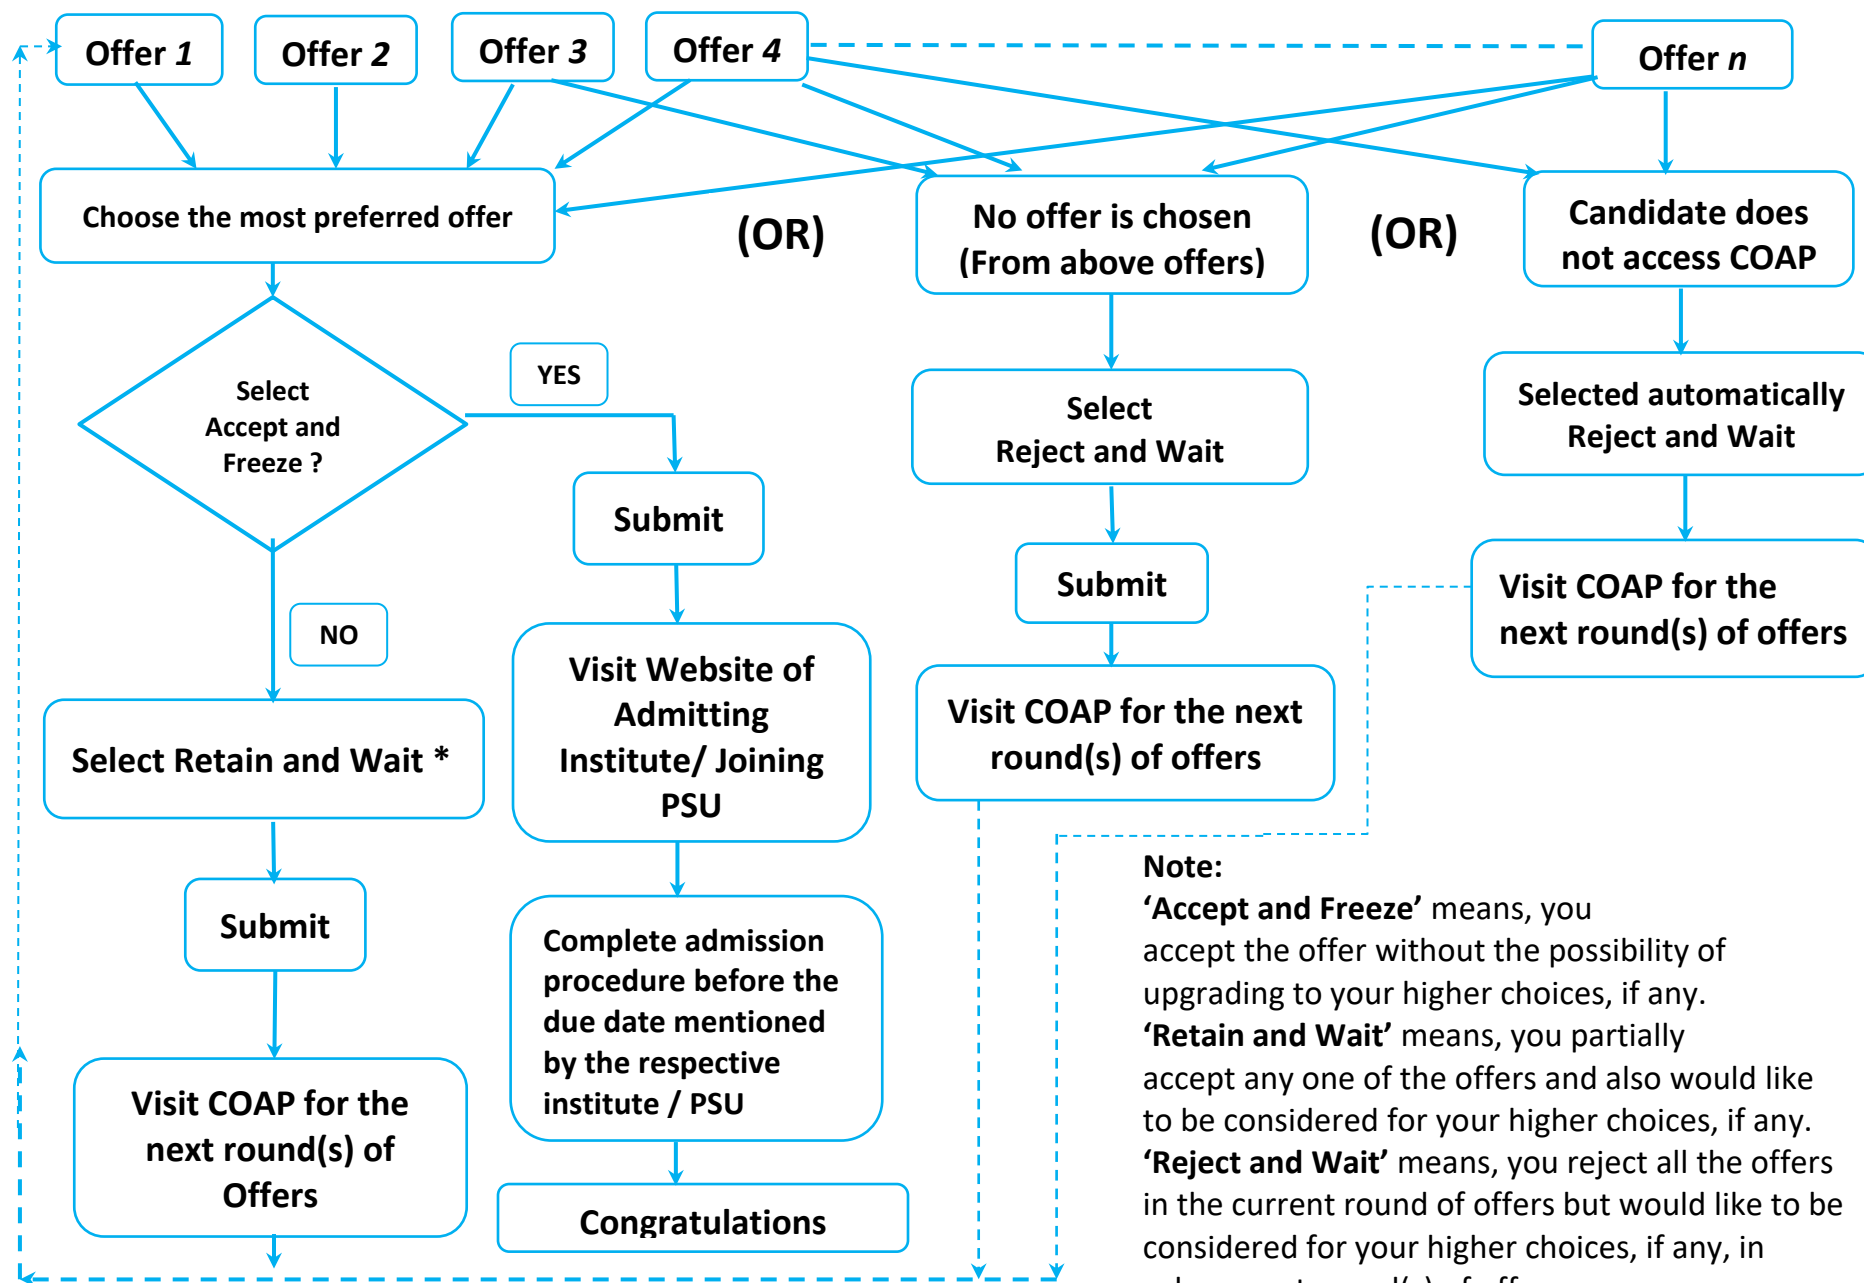 Offer 1
Offer 2
Offer 3
Offer 4
Offer n
Choose the most preferred offer
(OR)
No offer is chosen
(From above offers)
(OR)
Candidate does
not access COAP
Select
Accept and
Freeze ?
YES
NO
Select Retain and Wait *
Submit
Visit COAP for the
next round(s) of
Offers
Submit
Visit Website of
Admitting
Institute/ Joining
PSU
Complete admission
procedure before the
due date mentioned
by the respective
institute / PSU
Congratulations
Select
Reject and Wait
Submit
Visit COAP for the next
round(s) of offers
Selected automatically
Reject and Wait
Visit COAP for the
next round(s) of offers
Note:
‘Accept and Freeze’ means, you
accept the offer without the possibility of
upgrading to your higher choices, if any.
‘Retain and Wait’ means, you partially
accept any one of the offers and also would like
to be considered for your higher choices, if any.
‘Reject and Wait’ means, you reject all the offers
in the current round of offers but would like to be
considered for your higher choices, if any, in